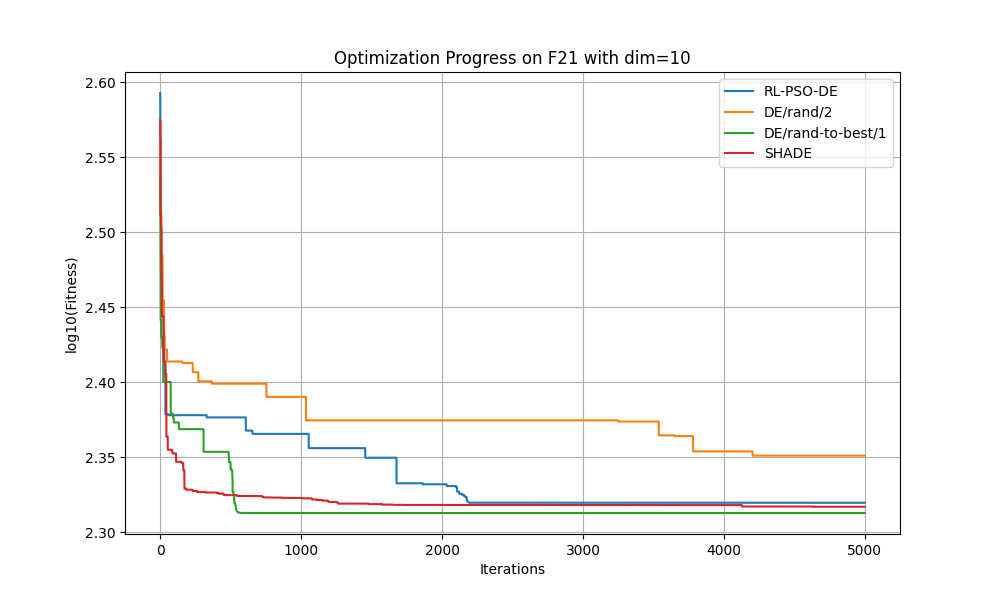 Optimization Progress on F21 with dim=10
RL-PSO-DE
DE/rand/2
DE/rand-to-best/1
SHADE
log10(Fitness)
2.60
2.55
2.50
2.45
2.40
2.35
2.30
0 1000 2000 3000 4000 5000
Iterations